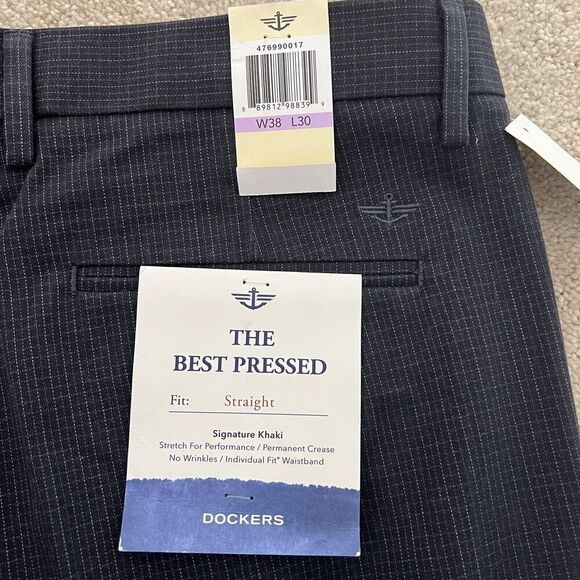 476990017
8 89812 98839 9
W38 L30
THE
BEST PRESSED
Fit: Straight
Signature Khaki
Stretch For Performance / Permanent Crease
No Wrinkles / Individual Fit® Waistband
DOCKERS